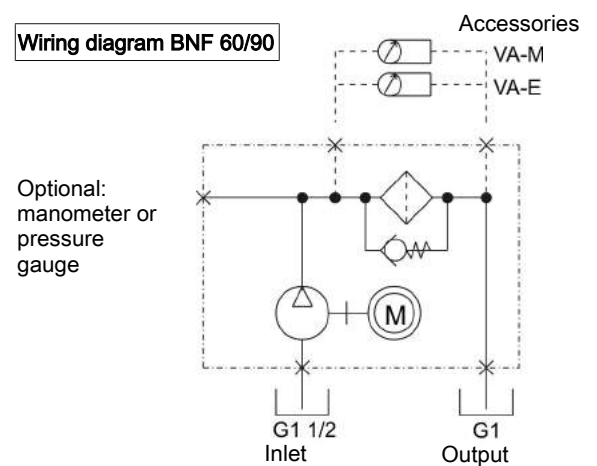 Wiring diagram BNF 60/90
Accessories
VA-M
VA-E
Optional:
manometer or
pressure
gauge
M
G1 1/2
Inlet
G1
Output